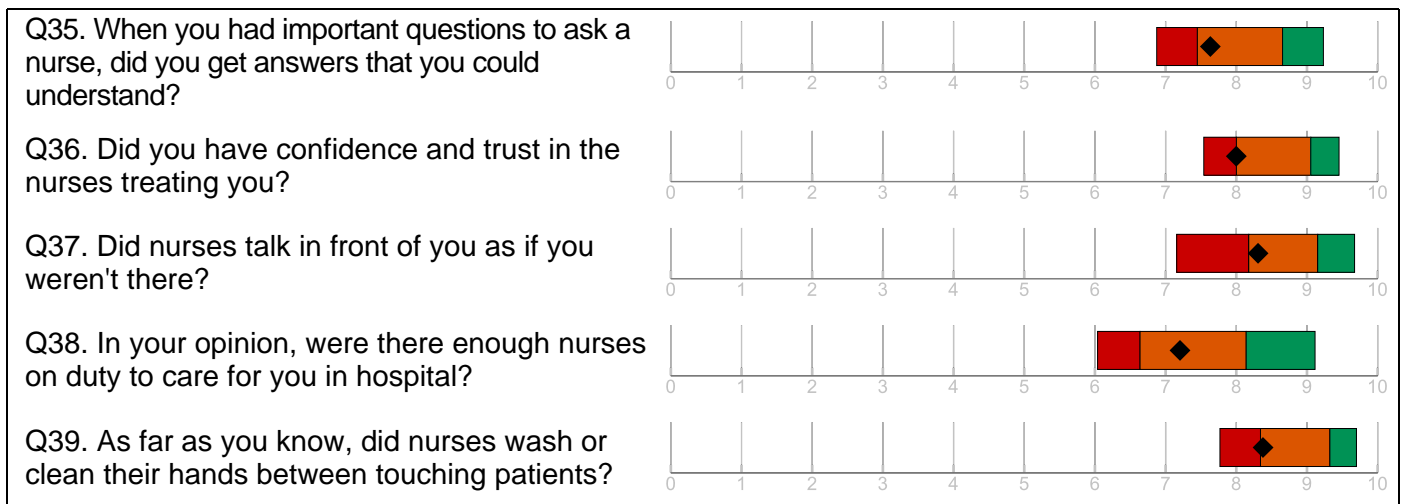 Q35. When you had important questions to ask a
nurse, did you get answers that you could
understand?
0 1 2 3 4 5 6 7 8 9 10
Q36. Did you have confidence and trust in the
nurses treating you?
0 1 2 3 4 5 6 7 8 9 10
Q37. Did nurses talk in front of you as if you
weren't there?
0 1 2 3 4 5 6 7 8 9 10
Q38. In your opinion, were there enough nurses
on duty to care for you in hospital?
0 1 2 3 4 5 6 7 8 9 10
Q39. As far as you know, did nurses wash or
clean their hands between touching patients?
0 1 2 3 4 5 6 7 8 9 10